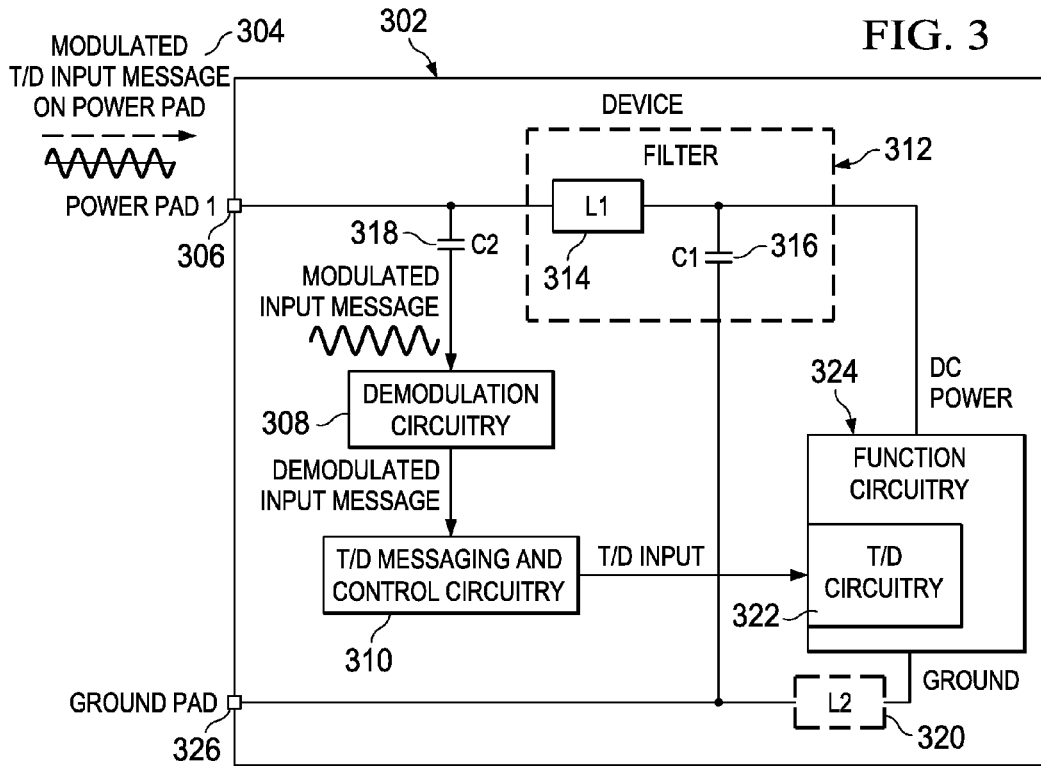 FIG. 3
304
MODULATED
T/D INPUT MESSAGE
ON POWER PAD
302
DEVICE
FILTER
312
POWER PAD 1
306
L1
314
318
C2
C1
316
MODULATED
INPUT MESSAGE
DEMODULATION
CIRCUITRY
308
DC
POWER
324
FUNCTION
CIRCUITRY
DEMODULATED
INPUT MESSAGE
T/D MESSAGING AND
CONTROL CIRCUITRY
310
T/D INPUT
T/D
CIRCUITRY
322
GROUND
GROUND PAD
326
L2
320